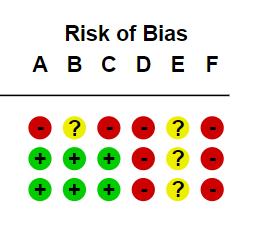 Risk of Bias
A B C D E F
- ? - - ? -
+ + + - ? -
+ + + - ? -